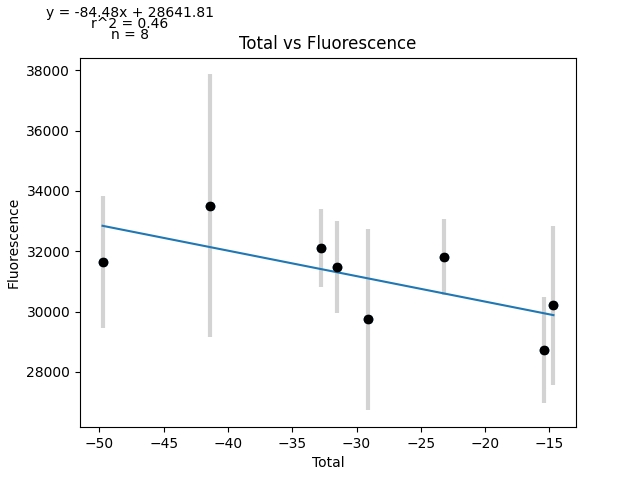 y = -84.48x + 28641.81
r^2 = 0.46
n = 8
Total vs Fluorescence
38000
36000
34000
32000
30000
28000
Fluorescence
−50 −45 −40 −35 −30 −25 −20 −15
Total